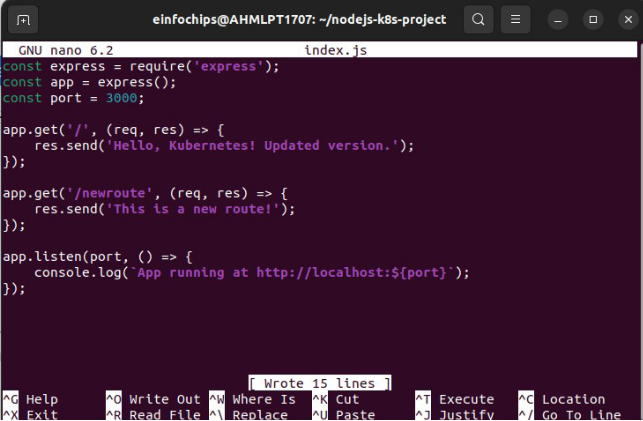 einfochips@AHMLPT1707: ~/nodejs-k8s-project
GNU nano 6.2 index.js
const express = require('express');
const app = express();
const port = 3000;
app.get('/', (req, res) => {
    res.send('Hello, Kubernetes! Updated version.');
});
app.get('/newroute', (req, res) => {
    res.send('This is a new route!');
});
app.listen(port, () => {
    console.log(`App running at http://localhost:${port}`);
});
[ Wrote 15 lines ]
^G Help ^O Write Out ^W Where Is ^K Cut ^T Execute ^C Location
^X Exit ^R Read File ^\ Replace ^U Paste ^J Justify ^/ Go To Line